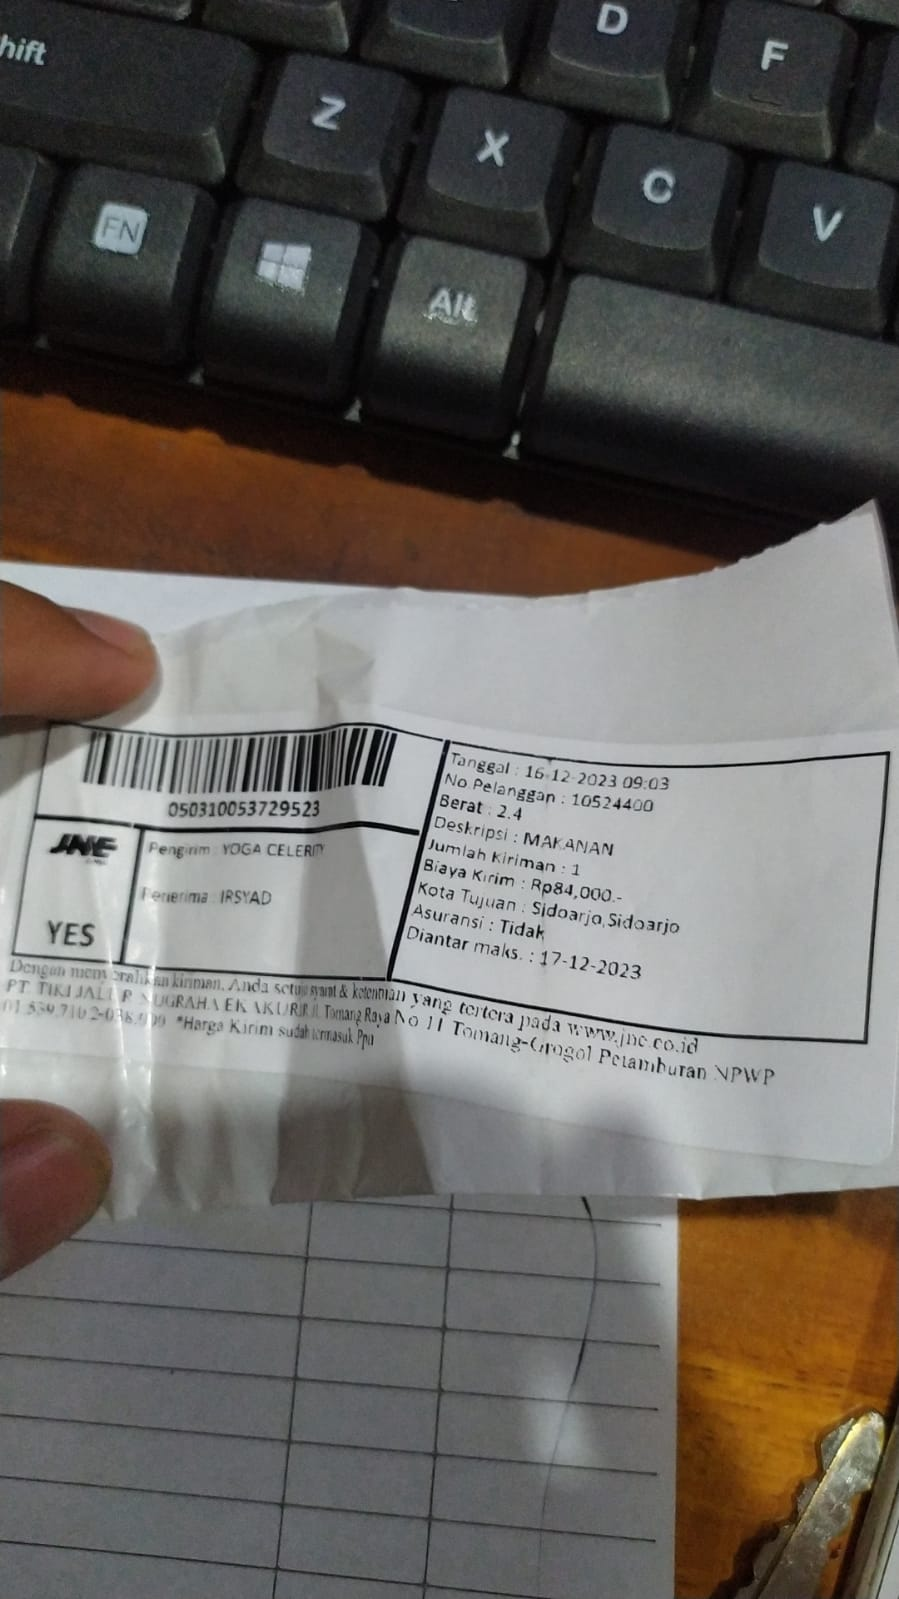 hift
D
F
Z
X
C
V
FN
Alt
050310053729523
JNE
YES
Pengirim : YOGA CELERITY
Penerima : IRSYAD
Tanggal : 16-12-2023 09:03
No.Pelanggan : 10524400
Berat : 2.4
Deskripsi : MAKANAN
Jumlah Kiriman : 1
Biaya Kirim : Rp84,000.-
Kota Tujuan : Sidoarjo,Sidoarjo
Asuransi : Tidak
Diantar maks. : 17-12-2023
Dengan menyerahkan kiriman, Anda setuju syarat & ketentuan yang tertera pada www.jne.co.id
PT. TIKI JALUR NUGRAHA EKAKURIR Jl. Tomang Raya No 11 Tomang-Grogol Petamburan NPWP
*Harga Kirim sudah termasuk Ppn